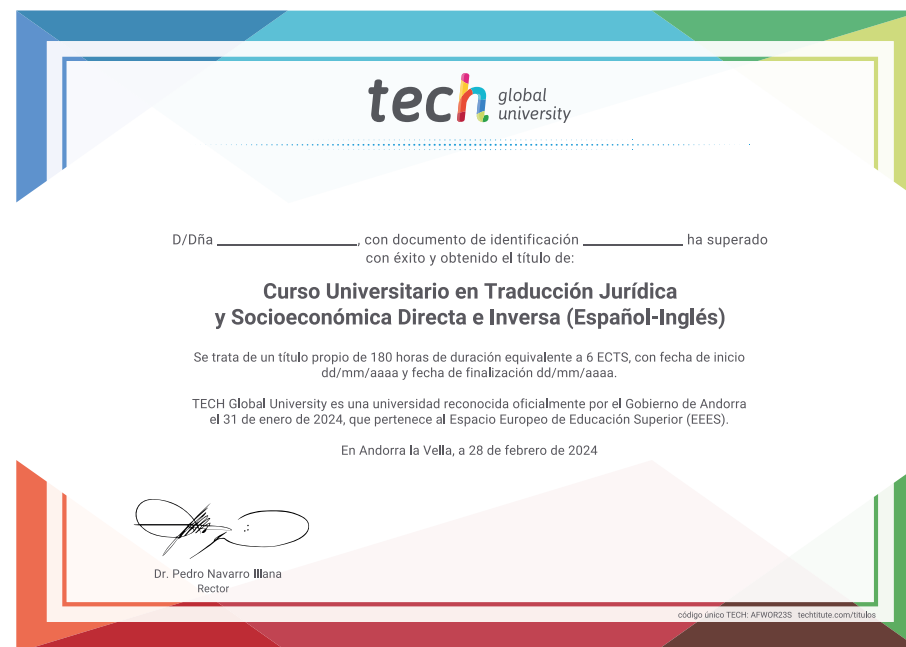 tech global university
D/Dña ________________, con documento de identificación ____________ ha superado
con éxito y obtenido el título de:
Curso Universitario en Traducción Jurídica
y Socioeconómica Directa e Inversa (Español-Inglés)
Se trata de un título propio de 180 horas de duración equivalente a 6 ECTS, con fecha de inicio
dd/mm/aaaa y fecha de finalización dd/mm/aaaa.
TECH Global University es una universidad reconocida oficialmente por el Gobierno de Andorra
el 31 de enero de 2024, que pertenece al Espacio Europeo de Educación Superior (EEES).
En Andorra la Vella, a 28 de febrero de 2024
Dr. Pedro Navarro Illana
Rector
código único TECH: AFWOR23S techtitute.com/titulos